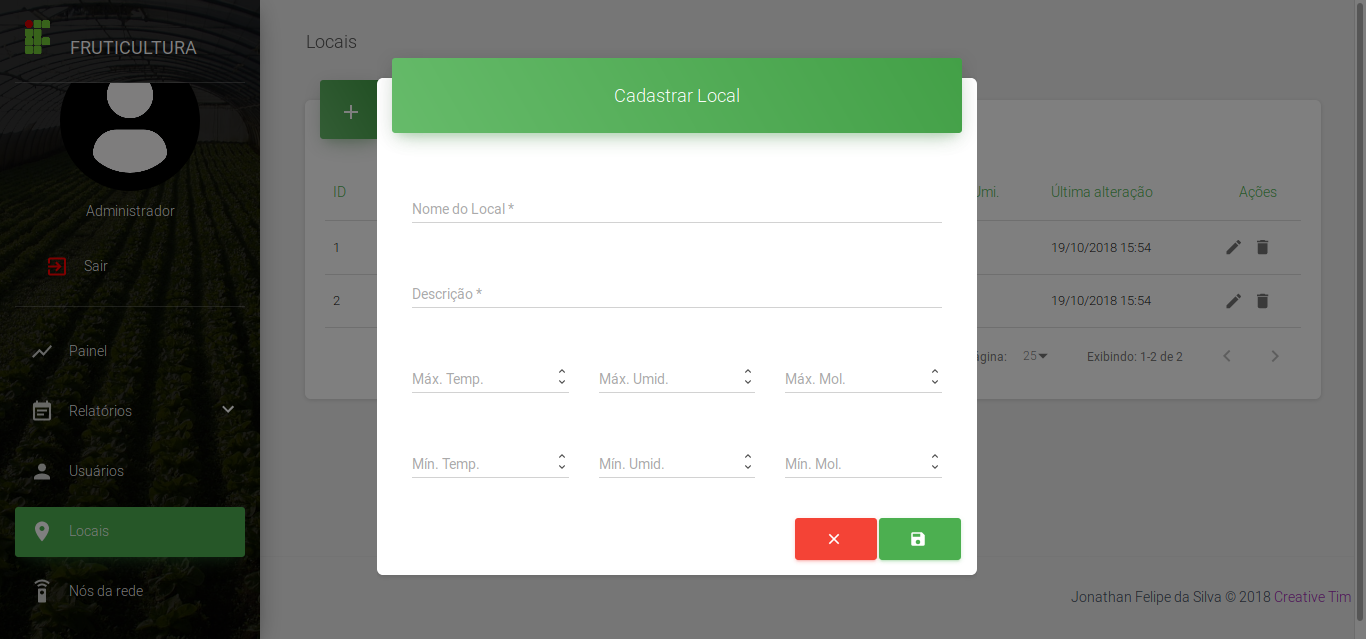 FRUTICULTURA
Administrador
Sair
Painel
Relatórios
Usuários
Locais
Nós da rede
Locais
+
Cadastrar Local
Nome do Local *
Descrição *
Máx. Temp.
Máx. Umid.
Máx. Mol.
Mín. Temp.
Mín. Umid.
Mín. Mol.
ID
Umi.
Última alteração
Ações
1
19/10/2018 15:54
2
19/10/2018 15:54
agina:
25
Exibindo: 1-2 de 2
Jonathan Felipe da Silva © 2018 Creative Tim